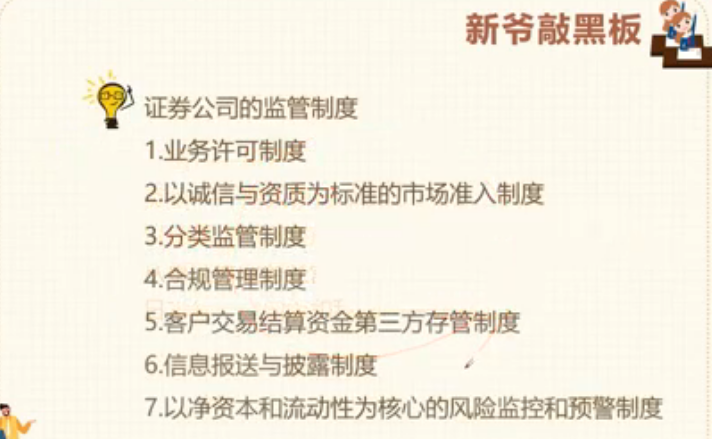 新爷敲黑板
证券公司的监管制度
1.业务许可制度
2.以诚信与资质为标准的市场准入制度
3.分类监管制度
4.合规管理制度
5.客户交易结算资金第三方存管制度
6.信息报送与披露制度
7.以净资本和流动性为核心的风险监控和预警制度